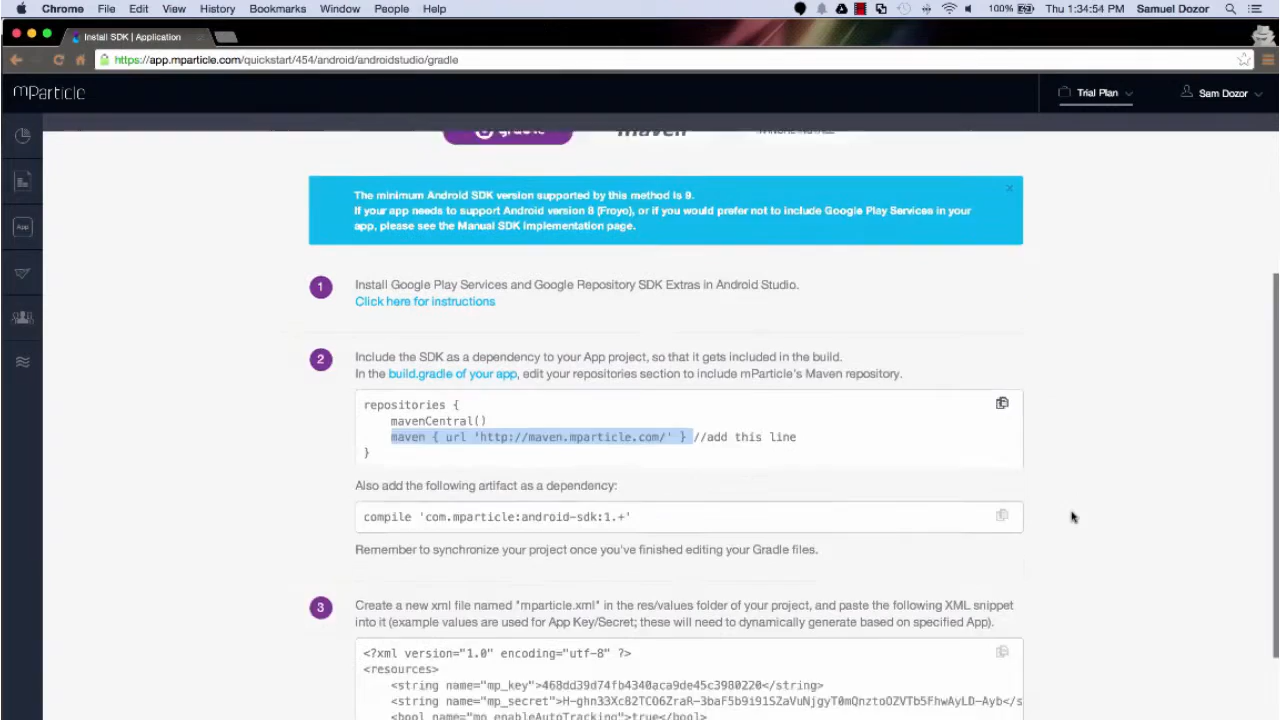 Chrome File Edit View History Bookmarks Window People Help 100% Thu 1:34:54 PM Samuel Dozor
Install SDK | Application
https://app.mparticle.com/quickstart/454/android/androidstudio/gradle
mParticle Trial Plan Sam Dozor
gradle maven
App
The minimum Android SDK version supported by this method is 9.
If your app needs to support Android version 8 (Froyo), or if you would prefer not to include Google Play Services in your
app, please see the Manual SDK Implementation page.
1 Install Google Play Services and Google Repository SDK Extras in Android Studio.
Click here for instructions
2 Include the SDK as a dependency to your App project, so that it gets included in the build.
In the build.gradle of your app, edit your repositories section to include mParticle's Maven repository.
repositories {
mavenCentral()
maven { url 'http://maven.mparticle.com/' } //add this line
}
Also add the following artifact as a dependency:
compile 'com.mparticle:android-sdk:1.+'
Remember to synchronize your project once you've finished editing your Gradle files.
3 Create a new xml file named "mparticle.xml" in the res/values folder of your project, and paste the following XML snippet
into it (example values are used for App Key/Secret; these will need to dynamically generate based on specified App).
<?xml version="1.0" encoding="utf-8" ?>
<resources>
<string name="mp_key">468dd39d74fb4340aca9de45c3980220</string>
<string name="mp_secret">H-ghn33Xc82TCO6ZraR-3baF5b9i91SZaVuNjgyT0mQnztoOZVTb5FhwAyLD-Ayb</s
<bool name="mp_enableAutoTracking">true</bool>